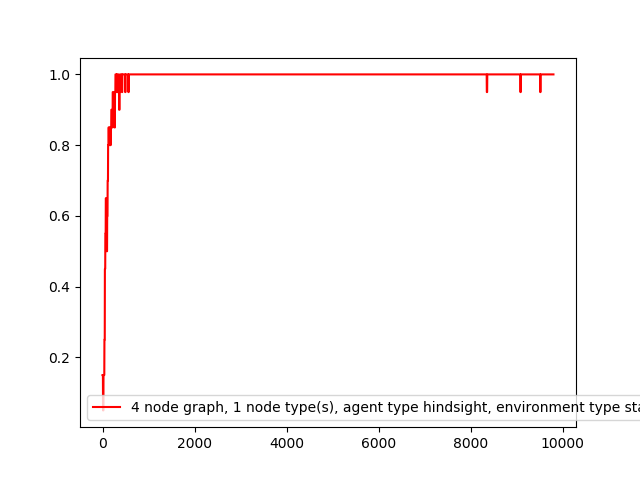 1.0
0.8
0.6
0.4
0.2
4 node graph, 1 node type(s), agent type hindsight, environment type sta
0 2000 4000 6000 8000 10000